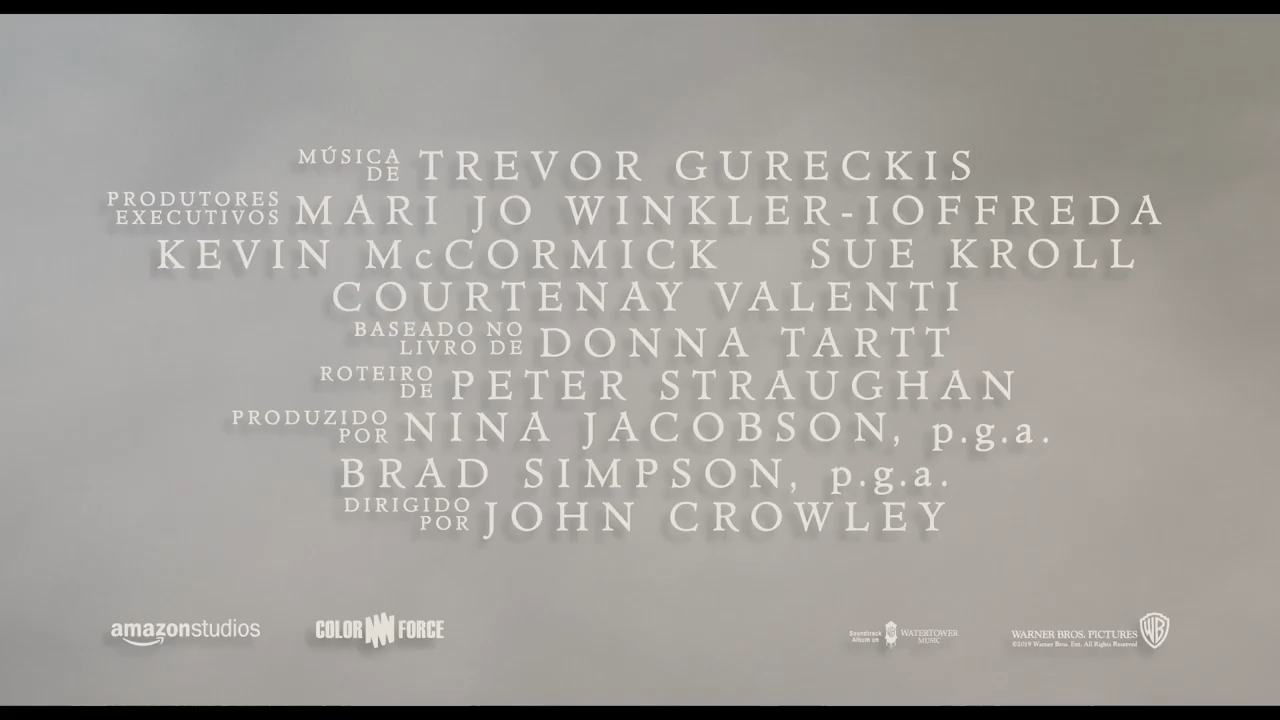 MÚSICA DE TREVOR GURECKIS
PRODUTORES EXECUTIVOS MARI JO WINKLER-IOFFREDA
KEVIN McCORMICK SUE KROLL
COURTENAY VALENTI
BASEADO NO LIVRO DE DONNA TARTT
ROTEIRO DE PETER STRAUGHAN
PRODUZIDO POR NINA JACOBSON, p.g.a.
BRAD SIMPSON, p.g.a.
DIRIGIDO POR JOHN CROWLEY
amazonstudios COLOR FORCE Soundtrack Album on WATERTOWER MUSIC WARNER BROS. PICTURES WB
©2019 Warner Bros. Ent. All Rights Reserved